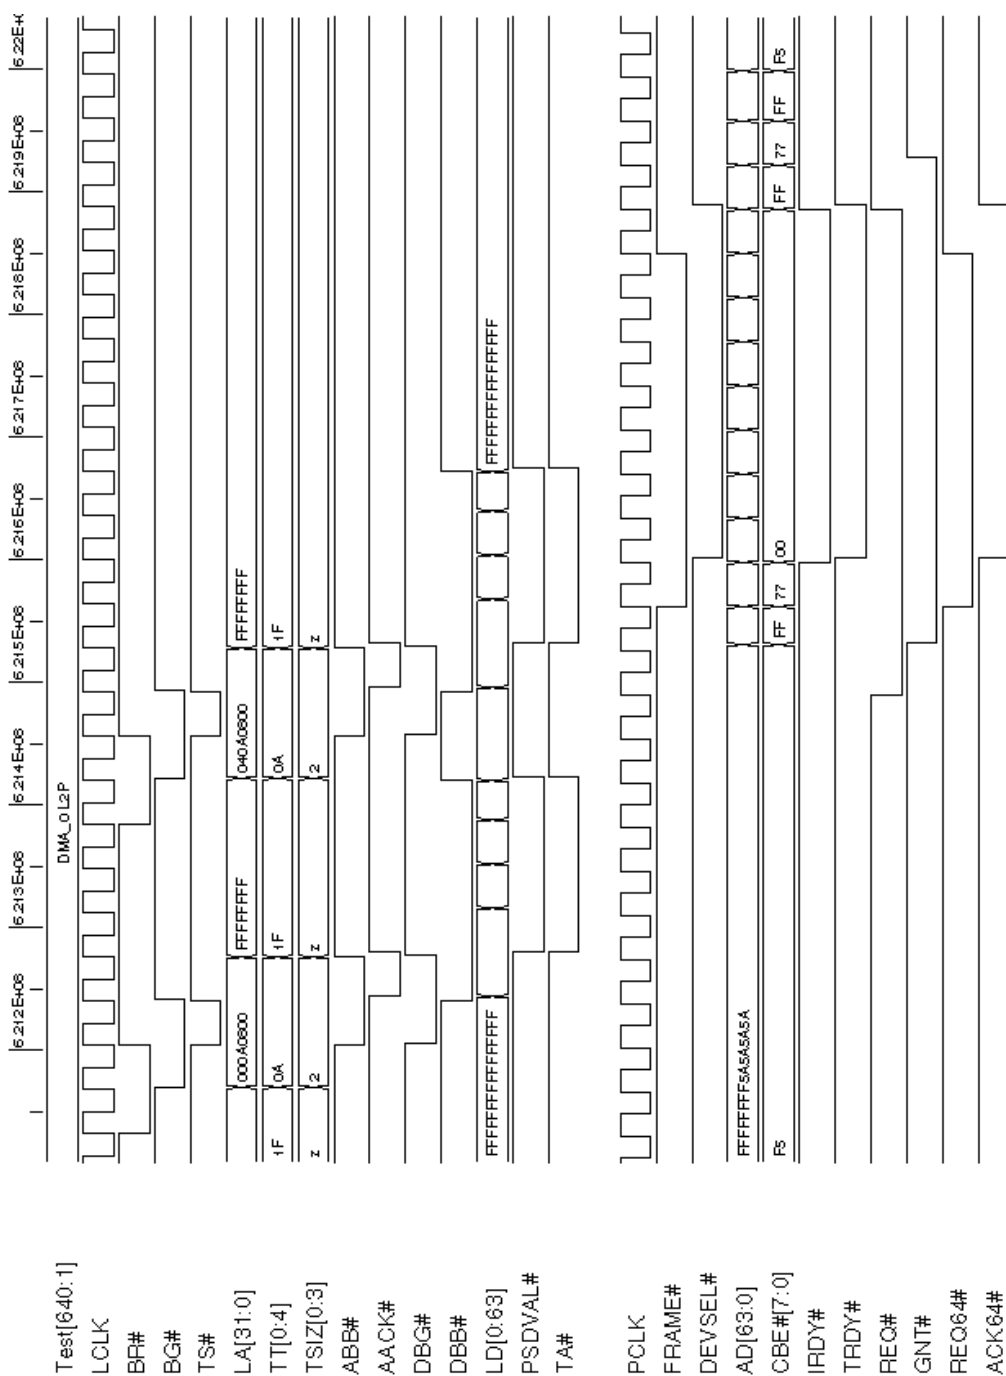 6.212E+08 6.213E+08 6.214E+08 6.215E+08 6.216E+08 6.217E+08 6.218E+08 6.219E+08
Test[640:1] DMA_0 L2P
LCLK
BR#
BG#
TS#
LA[31:0] 000A0800 FFFFFFFF 040A0800 FFFFFFFF
TT[0:4] 1F 0A 1F 0A 1F
TSIZ[0:3] z 2 z 2 z
ABB#
AACK#
DBG#
DBB#
LD[0:63] FFFFFFFFFFFFFFFF FFFFFFFFFFFFFFFF
PSDVAL#
TA#
PCLK
FRAME#
DEVSEL#
AD[63:0] FFFFFFFF5A5A5A5A
CBE#[7:0] F5 FF 77 00 FF 77 FF F5
IRDY#
TRDY#
REQ#
GNT#
REQ64#
ACK64#